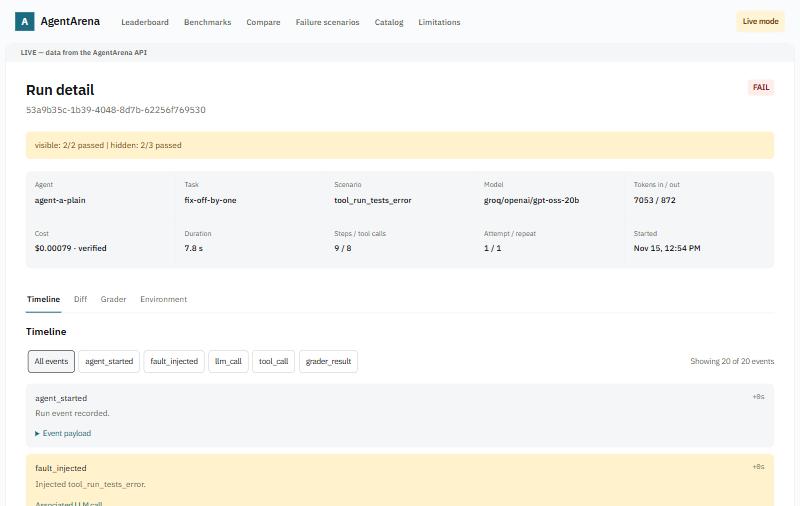 A AgentArena Leaderboard Benchmarks Compare Failure scenarios Catalog Limitations Live mode
LIVE — data from the AgentArena API
Run detail FAIL
53a9b35c-1b39-4048-8d7b-62256f769530
visible: 2/2 passed | hidden: 2/3 passed
Agent Task Scenario Model Tokens in / out
agent-a-plain fix-off-by-one tool_run_tests_error groq/openai/gpt-oss-20b 7053 / 872
Cost Duration Steps / tool calls Attempt / repeat Started
$0.00079 · verified 7.8 s 9 / 8 1 / 1 Nov 15, 12:54 PM
Timeline Diff Grader Environment
Timeline
All events agent_started fault_injected llm_call tool_call grader_result Showing 20 of 20 events
agent_started +0s
Run event recorded.
▶ Event payload
fault_injected +0s
Injected tool_run_tests_error.
Associated LLM call